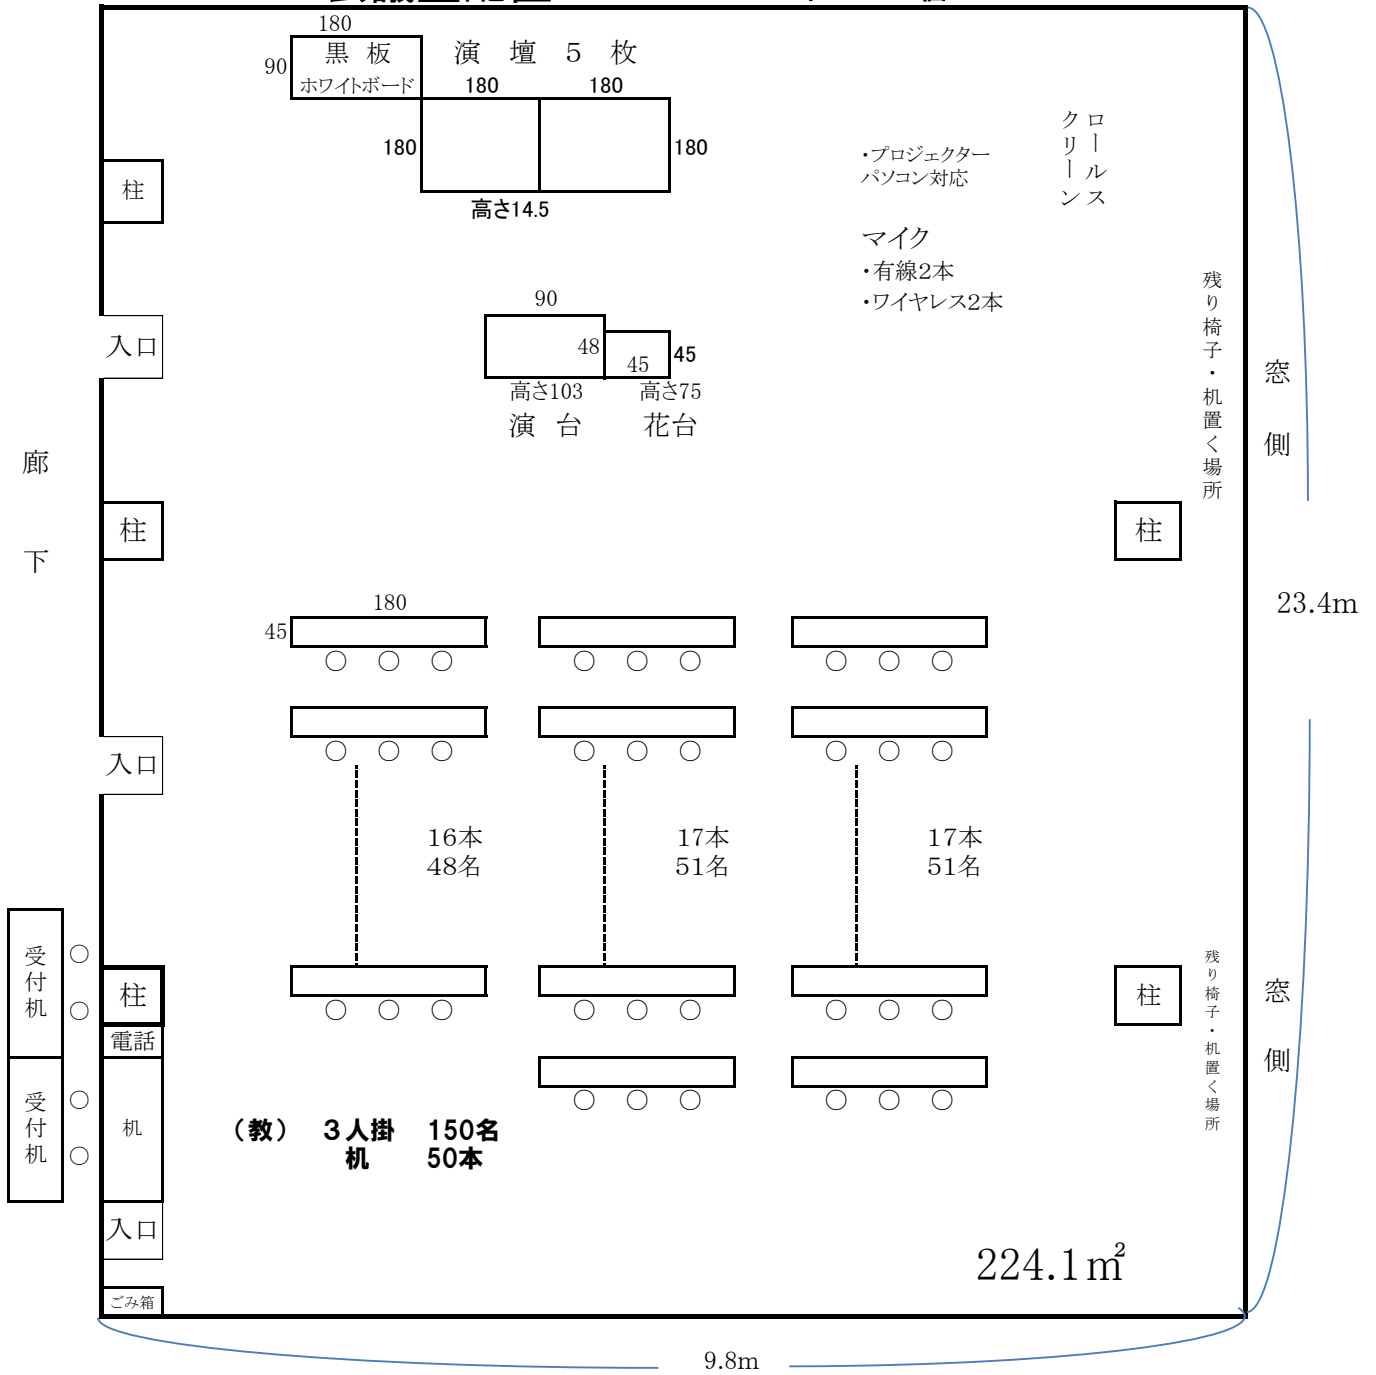 180
黒 板
90
ホワイトボード
演 壇 5 枚
180
180
180
180
高さ14.5
・プロジェクター
パソコン対応
ロールス
クリーン
マイク
・有線2本
・ワイヤレス2本
柱
入口
90
48
45
45
高さ103
高さ75
演 台
花台
残り椅子・机置く場所
窓側
廊下
柱
柱
23.4m
180
45
入口
16本
48名
17本
51名
17本
51名
受付机
柱
電話
受付机
机
柱
残り椅子・机置く場所
窓側
(教) 3人掛 150名
机 50本
入口
224.1㎡
ごみ箱
9.8m